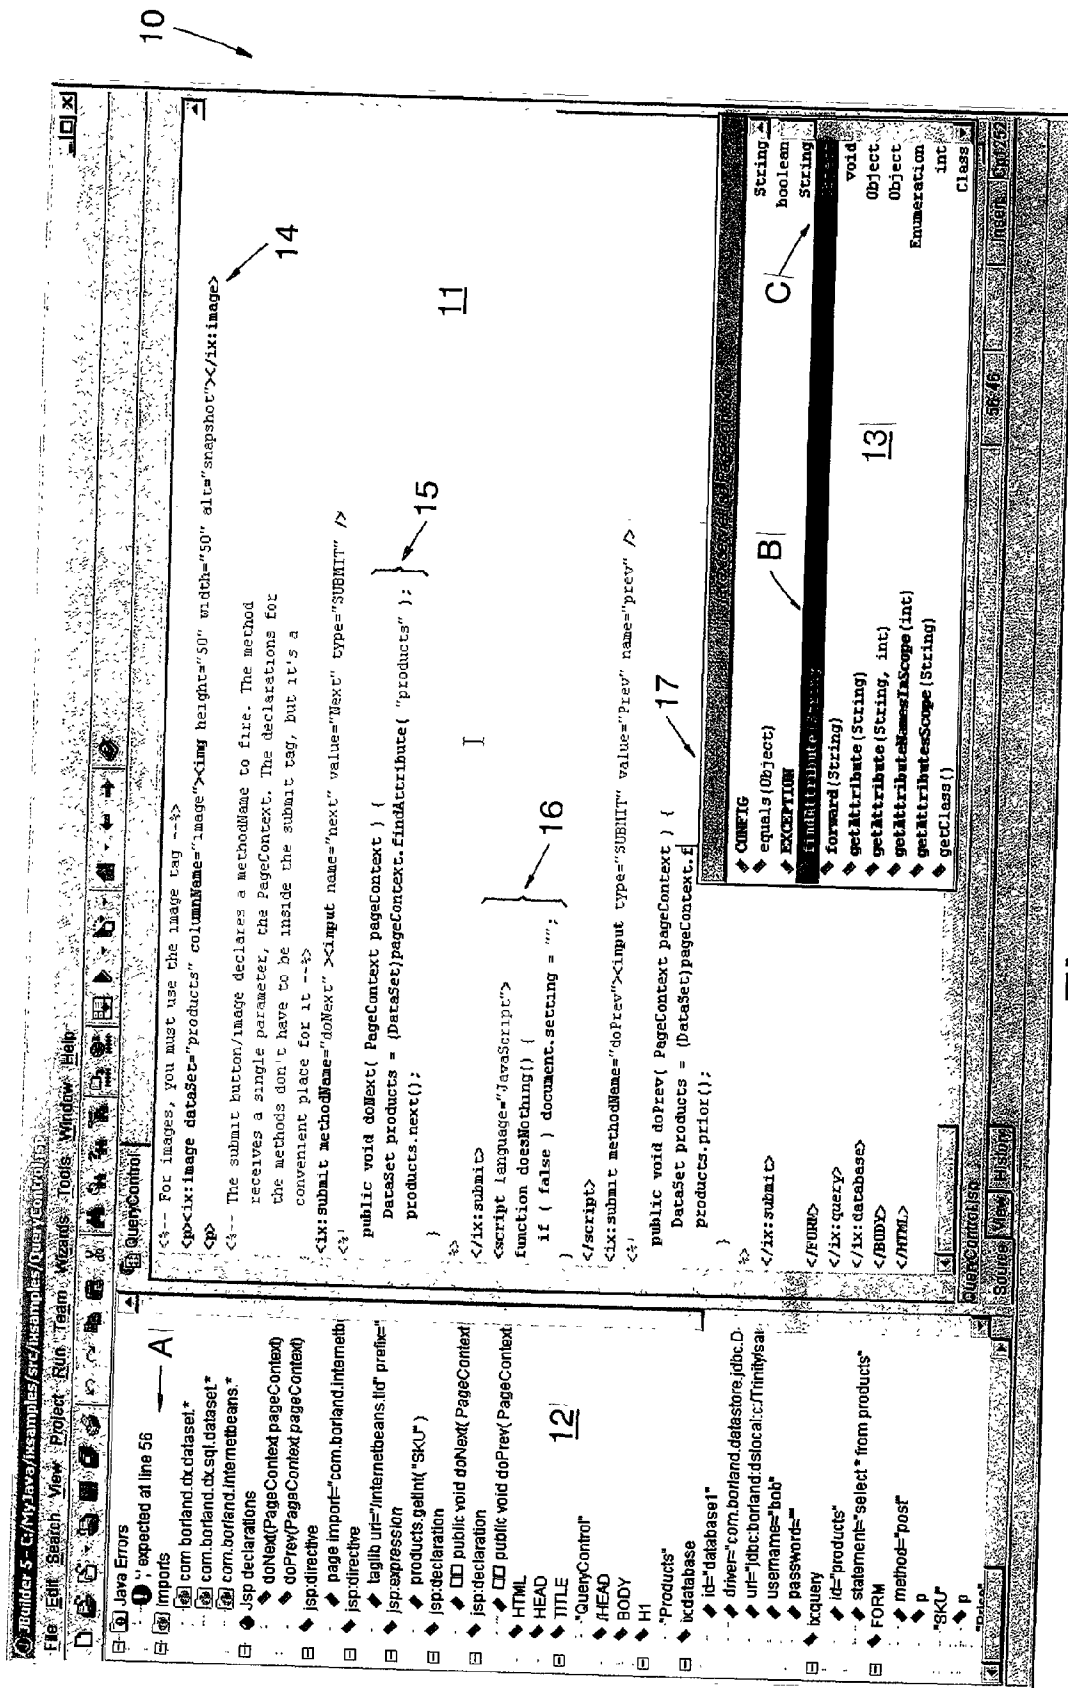 10
JBuilder 5 - C:/MyJava/iksamples/src/iksamples/QueryControl.jsp
File Edit Search View Project Run Team Wizards Tools Window Help
QueryControl
Java Errors
';' expected at line 56
Imports
A
com.borland.dx.dataset.*
com.borland.dx.sql.dataset.*
com.borland.internetbeans.*
Jsp declarations
doNext(PageContext pageContext)
doPrev(PageContext pageContext)
jsp:directive
page import="com.borland.internetb
jsp:directive
taglib uri="/internetbeans.tld" prefix="
jsp:expression
products.getInt( "SKU" )
jsp:declaration
public void doNext( PageContext
jsp:declaration
public void doPrev( PageContext
HTML
HEAD
TITLE
"QueryControl"
/HEAD
BODY
H1
"Products"
ix:database
id="database1"
driver="com.borland.datastore.jdbc.D
url="jdbc:borland:dslocal:c:/Trinity/sa
username="bob"
password=""
ix:query
id="products"
statement="select * from products"
FORM
method="post"
p
"SKU"
p
12
<%-- For images, you must use the image tag --%>
<p><ix:image dataSet="products" columnName="image"><img height="50" width="50" alt="snapshot"></ix:image>
14
<p>
<%-- The submit button/image declares a methodName to fire. The method
receives a single parameter, the PageContext. The declarations for
the methods don't have to be inside the submit tag, but it's a
convenient place for it --%>
<ix:submit methodName="doNext" ><input name="next" value="Next" type="SUBMIT" />
<%!
public void doNext( PageContext pageContext ) {
DataSet products = (DataSet)pageContext.findAttribute( "products" );
products.next();
}
15
%>
</ix:submit>
11
<script language="JavaScript">
function doesNothing() {
if ( false ) document.setting = "";
}
16
</script>
<ix:submit methodName="doPrev"><input type="SUBMIT" value="Prev" name="prev" />
<%!
public void doPrev( PageContext pageContext ) {
DataSet products = (DataSet)pageContext.f
17
products.prior();
}
%>
</ix:submit>
</FORM>
</ix:query>
</ix:database>
</BODY>
</HTML>
CONFIG String
equals(Object) boolean
EXCEPTION String
B
C
findAttribute(String)
forward(String) void
getAttribute(String) Object
getAttribute(String, int) Object
getAttributeNamesInScope(int) Enumeration
getAttributesScope(String) int
getClass() Class
13
QueryControl.jsp
56:46 Insert
Source View History